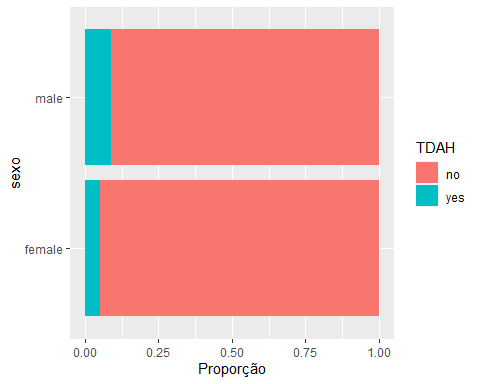 male
female
sexo
0.00 0.25 0.50 0.75 1.00
Proporção
TDAH
no
yes